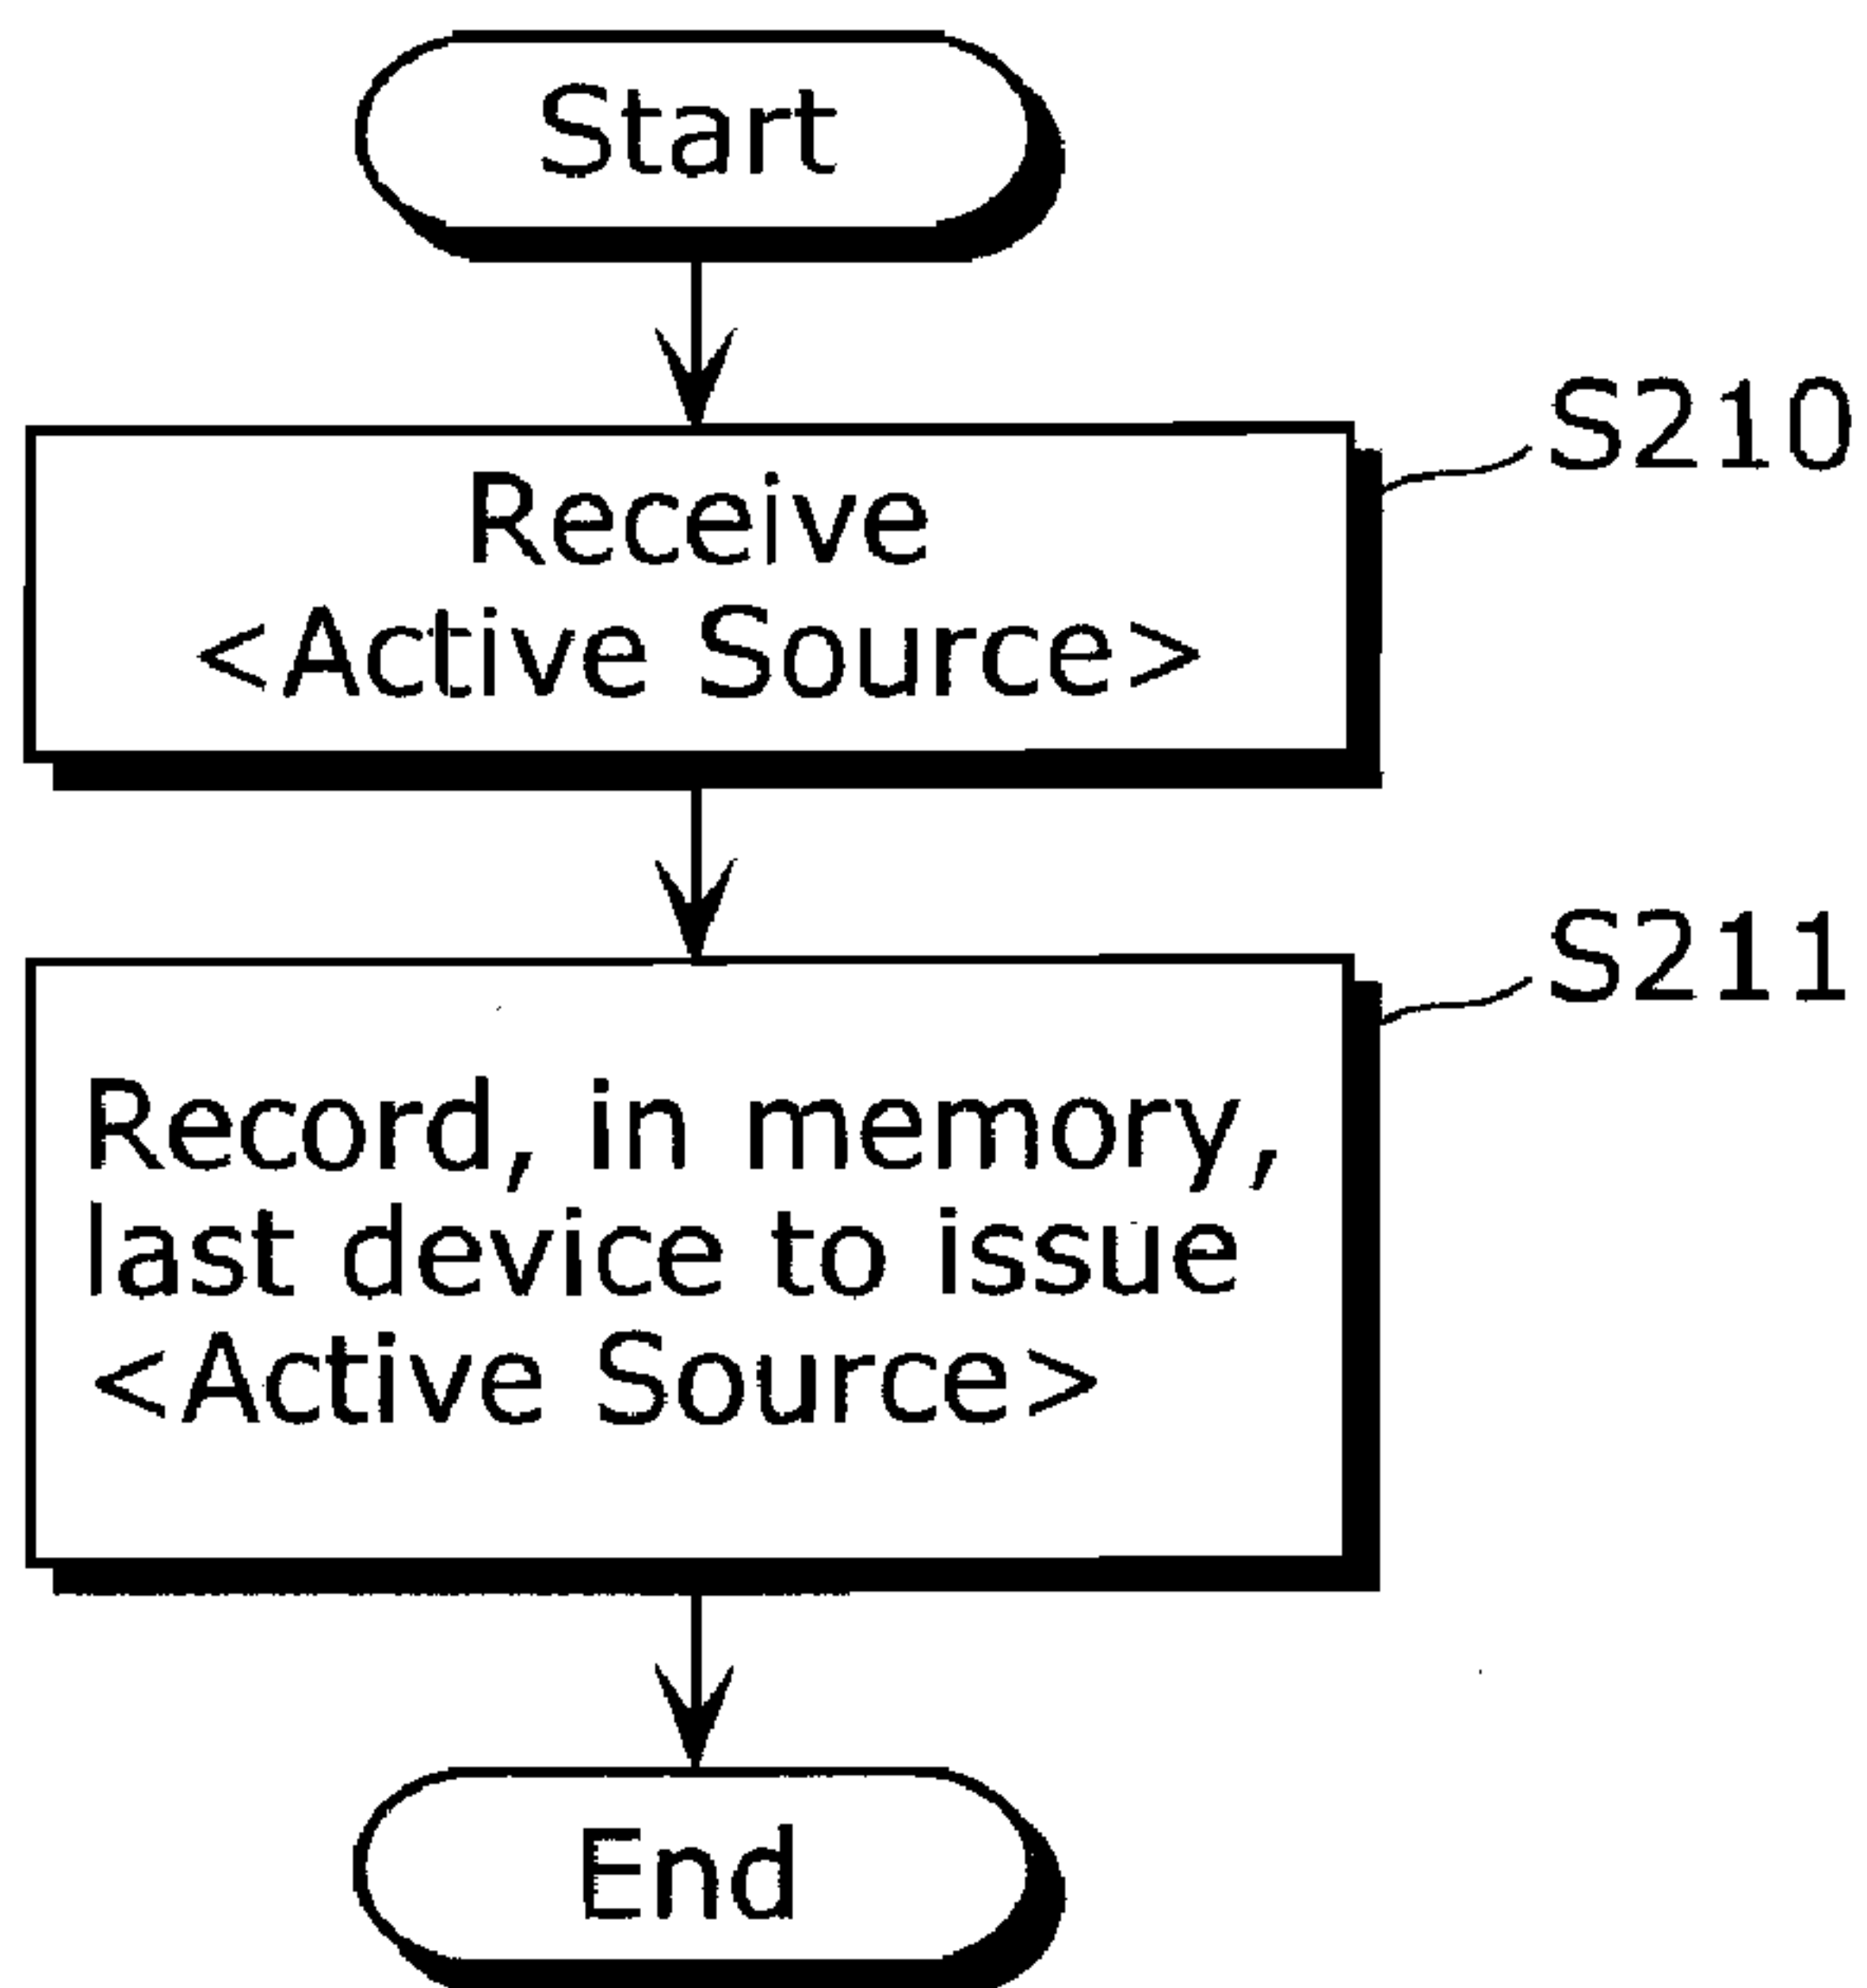 Start
S210
Receive
<Active Source>
S211
Record, in memory,
last device to issue
<Active Source>
End